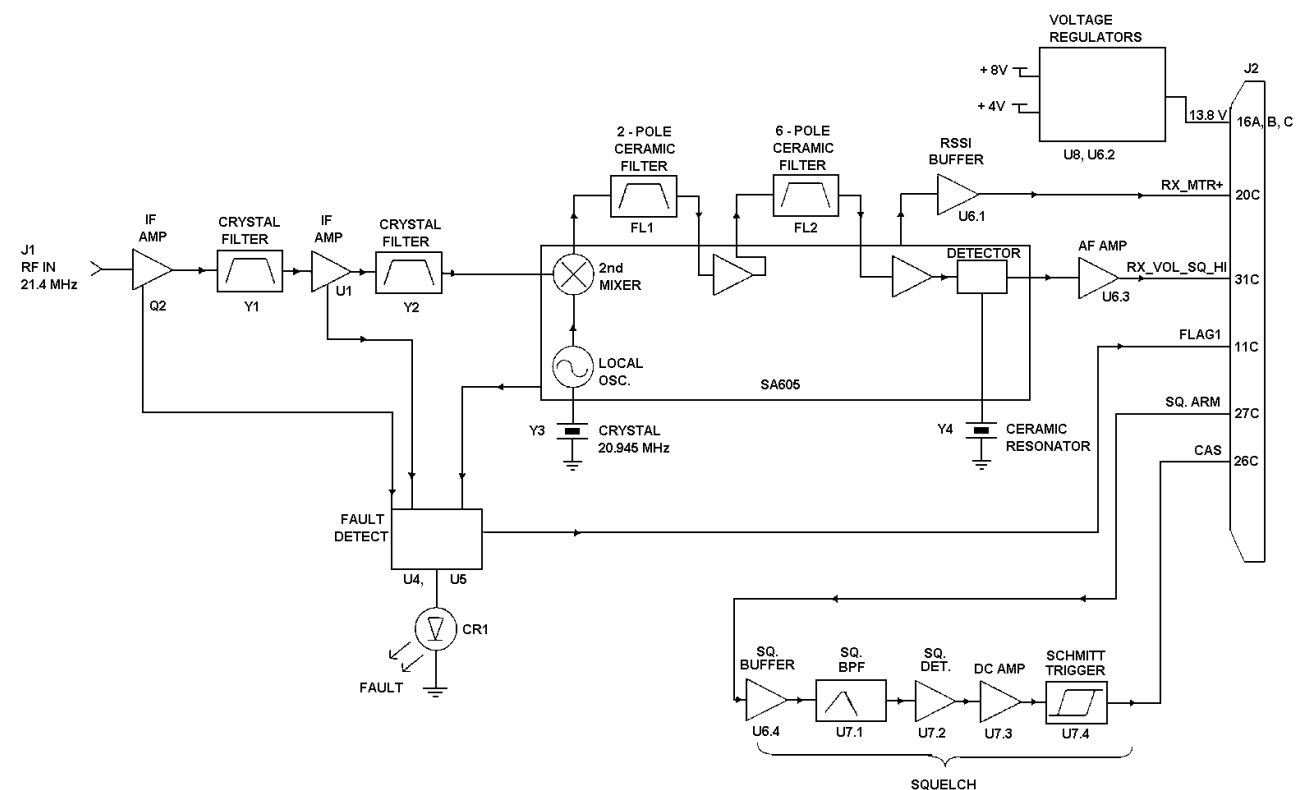 VOLTAGE
REGULATORS
J2
+ 8V
+ 4V
13.8 V
16A, B, C
U8, U6.2
2 - POLE
CERAMIC
FILTER
6 - POLE
CERAMIC
FILTER
RSSI
BUFFER
RX_MTR+
20C
FL1
FL2
U6.1
IF
AMP
CRYSTAL
FILTER
IF
AMP
CRYSTAL
FILTER
J1
RF IN
21.4 MHz
Q2
Y1
U1
Y2
2nd
MIXER
DETECTOR
AF AMP
RX_VOL_SQ_HI
U6.3
31C
LOCAL
OSC.
SA605
FLAG1
11C
SQ. ARM
27C
Y3
CRYSTAL
20.945 MHz
Y4
CERAMIC
RESONATOR
CAS
26C
FAULT
DETECT
U4,
U5
CR1
FAULT
SQ.
BUFFER
SQ.
BPF
SQ.
DET.
DC AMP
SCHMITT
TRIGGER
U6.4
U7.1
U7.2
U7.3
U7.4
SQUELCH